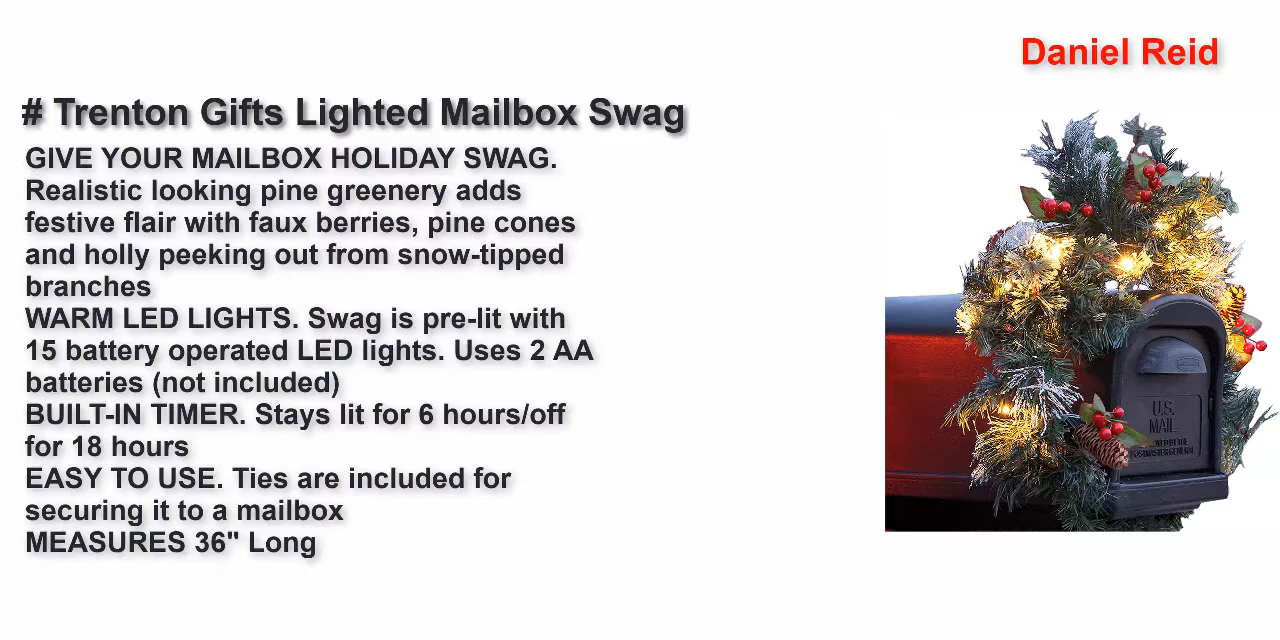 Daniel Reid
# Trenton Gifts Lighted Mailbox Swag
GIVE YOUR MAILBOX HOLIDAY SWAG.
Realistic looking pine greenery adds
festive flair with faux berries, pine cones
and holly peeking out from snow-tipped
branches
WARM LED LIGHTS. Swag is pre-lit with
15 battery operated LED lights. Uses 2 AA
batteries (not included)
BUILT-IN TIMER. Stays lit for 6 hours/off
for 18 hours
EASY TO USE. Ties are included for
securing it to a mailbox
MEASURES 36" Long
U.S.
MAIL
BY THE
POSTMASTER GENERAL